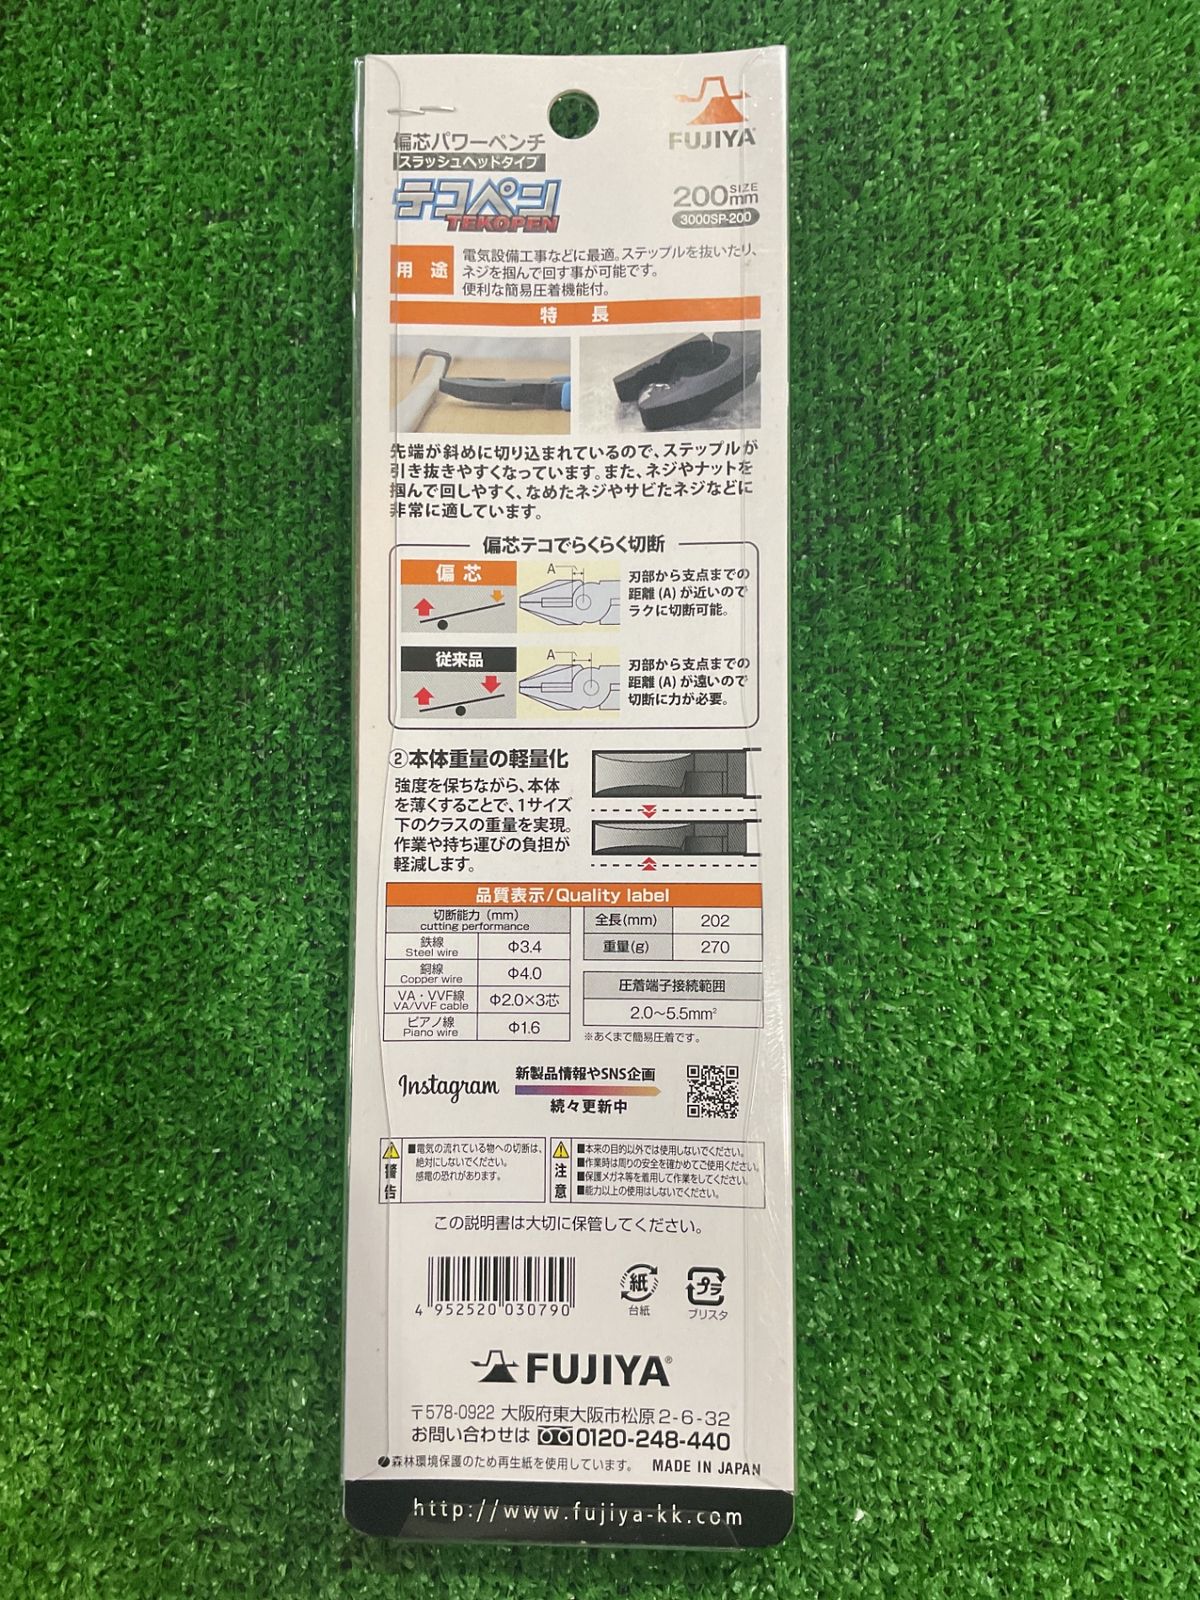 偏芯パワーペンチ
スラッシュヘッドタイプ
テコペン
TEKOPEN
FUJIYA
200mm SIZE
3000SP-200
用途
電気設備工事などに最適。ステップルを抜いたり、
ネジを掴んで回す事が可能です。
便利な簡易圧着機能付。
特長
先端が斜めに切り込まれているので、ステップルが
引き抜きやすくなっています。また、ネジやナットを
掴んで回しやすく、なめたネジやサビたネジなどに
非常に適しています。
偏芯テコでらくらく切断
偏芯
A
刃部から支点までの
距離(A)が近いので
ラクに切断可能。
従来品
A
刃部から支点までの
距離(A)が遠いので
切断に力が必要。
②本体重量の軽量化
強度を保ちながら、本体
を薄くすることで、1サイズ
下のクラスの重量を実現。
作業や持ち運びの負担が
軽減します。
品質表示/Quality label
切断能力(mm)
cutting performance
鉄線
Steel wire
Φ3.4
銅線
Copper wire
Φ4.0
VA・VVF線
VA/VVF cable
Φ2.0×3芯
ピアノ線
Piano wire
Φ1.6
全長(mm) 202
重量(g) 270
圧着端子接続範囲
2.0〜5.5mm²
※あくまで簡易圧着です。
Instagram
新製品情報やSNS企画
続々更新中
警告
■電気の流れている物への切断は、
絶対にしないでください。
感電の恐れがあります。
注意
■本来の目的以外では使用しないでください。
■作業時は周りの安全を確かめてご使用ください。
■保護メガネ等を着用して作業をしてください。
■能力以上の使用はしないでください。
この説明書は大切に保管してください。
4 952520 030790
紙
台紙
プラ
ブリスタ
FUJIYA®
〒578-0922 大阪府東大阪市松原2-6-32
お問い合わせは 0120-248-440
森林環境保護のため再生紙を使用しています。 MADE IN JAPAN
http://www.fujiya-kk.com